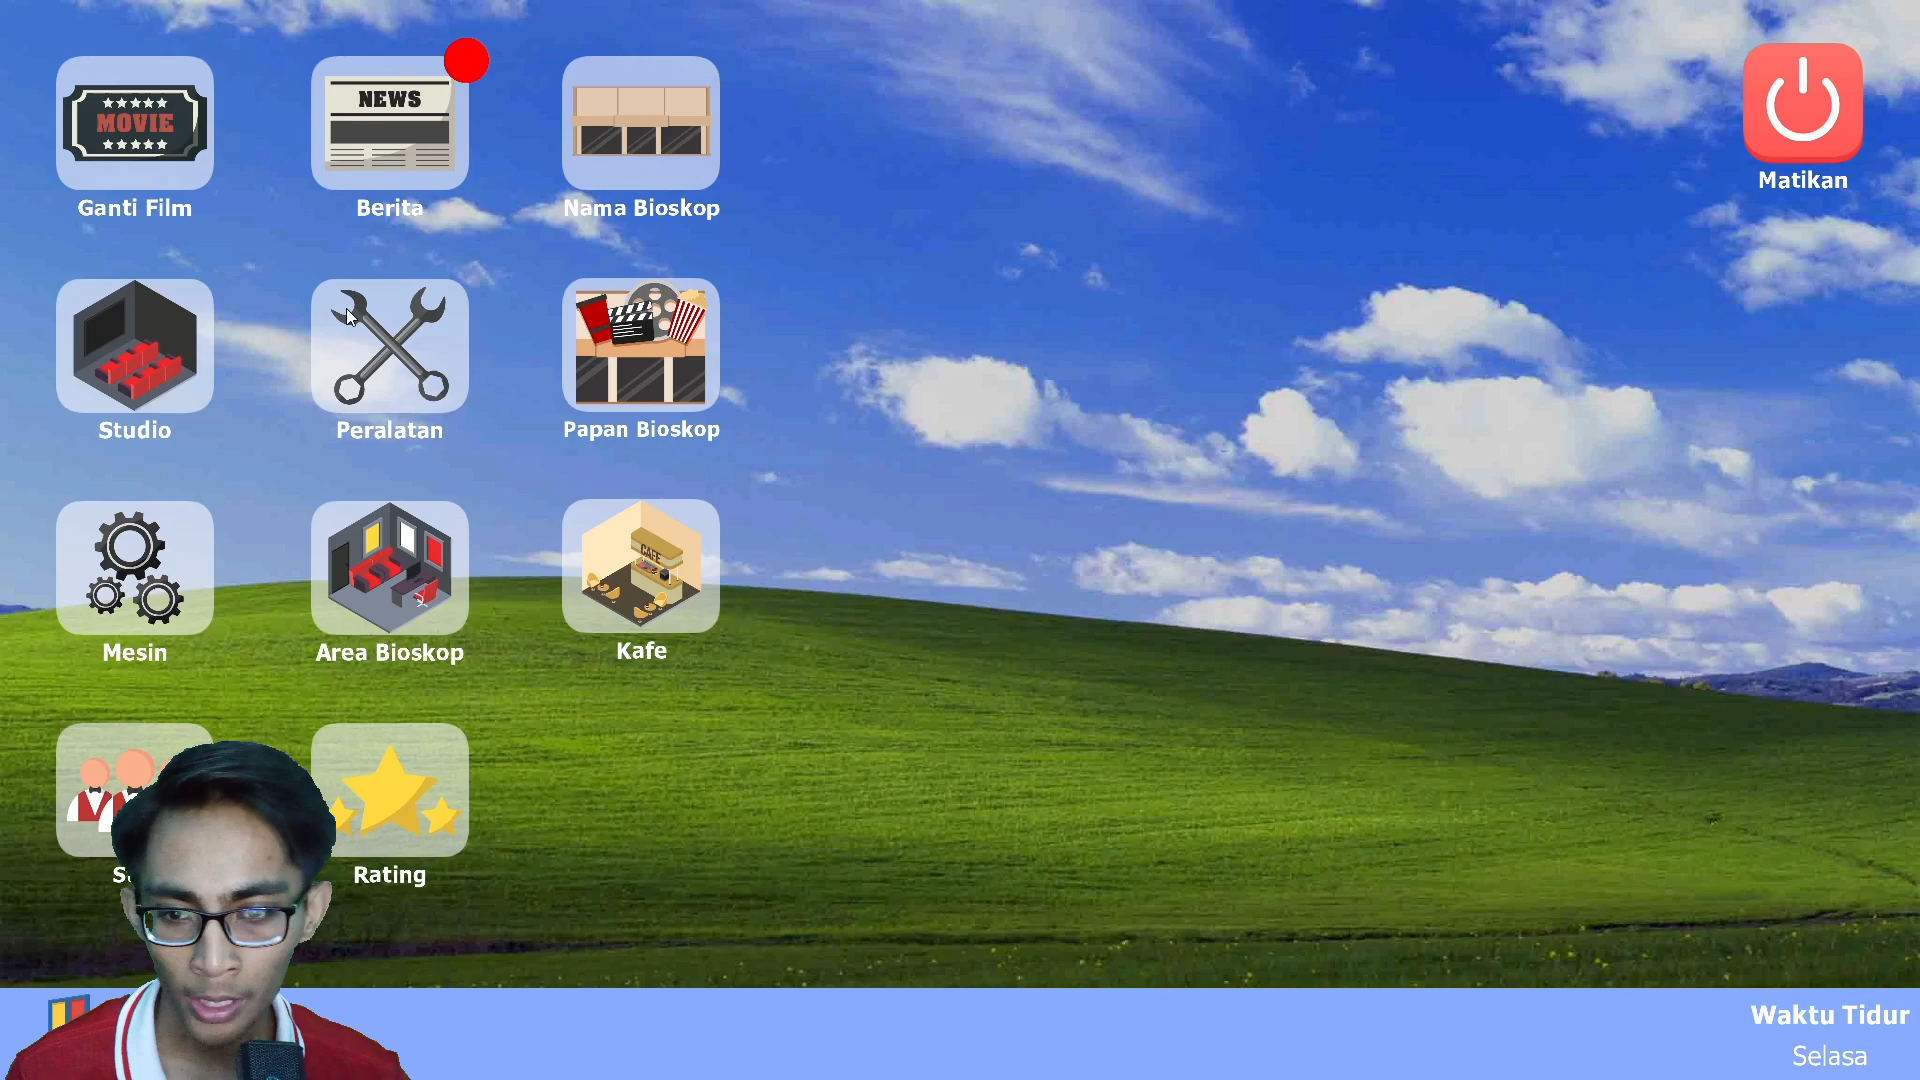 MOVIE
NEWS
Matikan
Ganti Film
Berita
Nama Bioskop
Studio
Peralatan
Papan Bioskop
CAFE
Mesin
Area Bioskop
Kafe
Rating
Waktu Tidur
Selasa